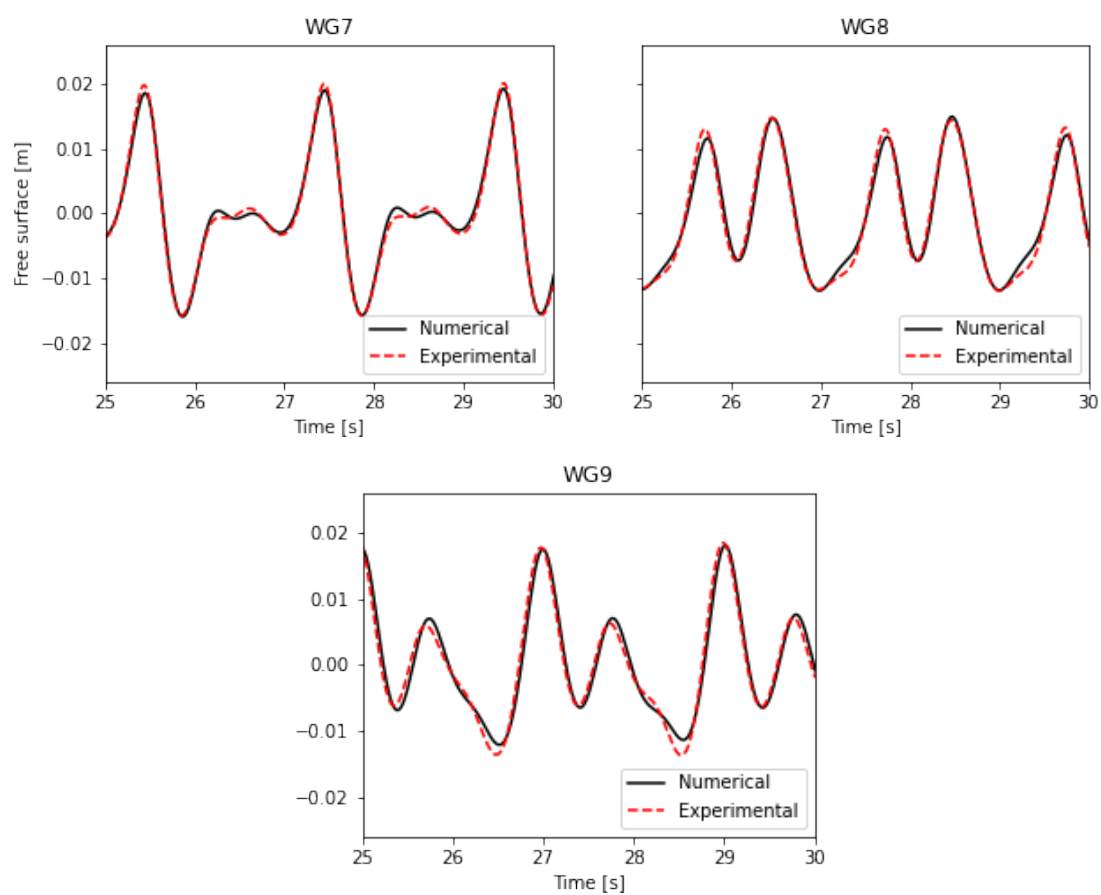 WG7
WG8
Free surface [m]
0.02
0.01
0.00
−0.01
−0.02
Numerical
Experimental
Numerical
Experimental
25 26 27 28 29 30
25 26 27 28 29 30
Time [s]
Time [s]
WG9
0.02
0.01
0.00
−0.01
−0.02
Numerical
Experimental
25 26 27 28 29 30
Time [s]